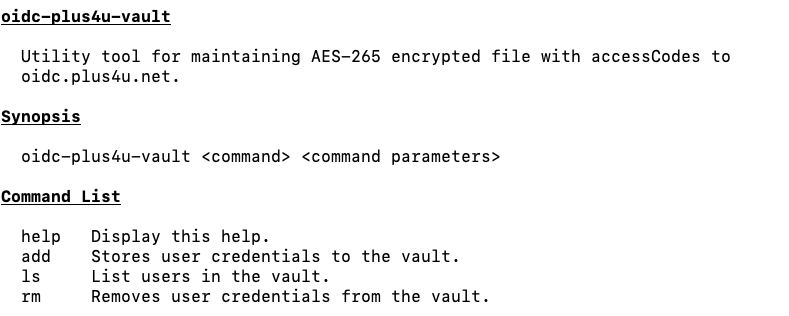 oidc-plus4u-vault
Utility tool for maintaining AES-265 encrypted file with accessCodes to
oidc.plus4u.net.
Synopsis
oidc-plus4u-vault <command> <command parameters>
Command List
help   Display this help.
add    Stores user credentials to the vault.
ls     List users in the vault.
rm     Removes user credentials from the vault.